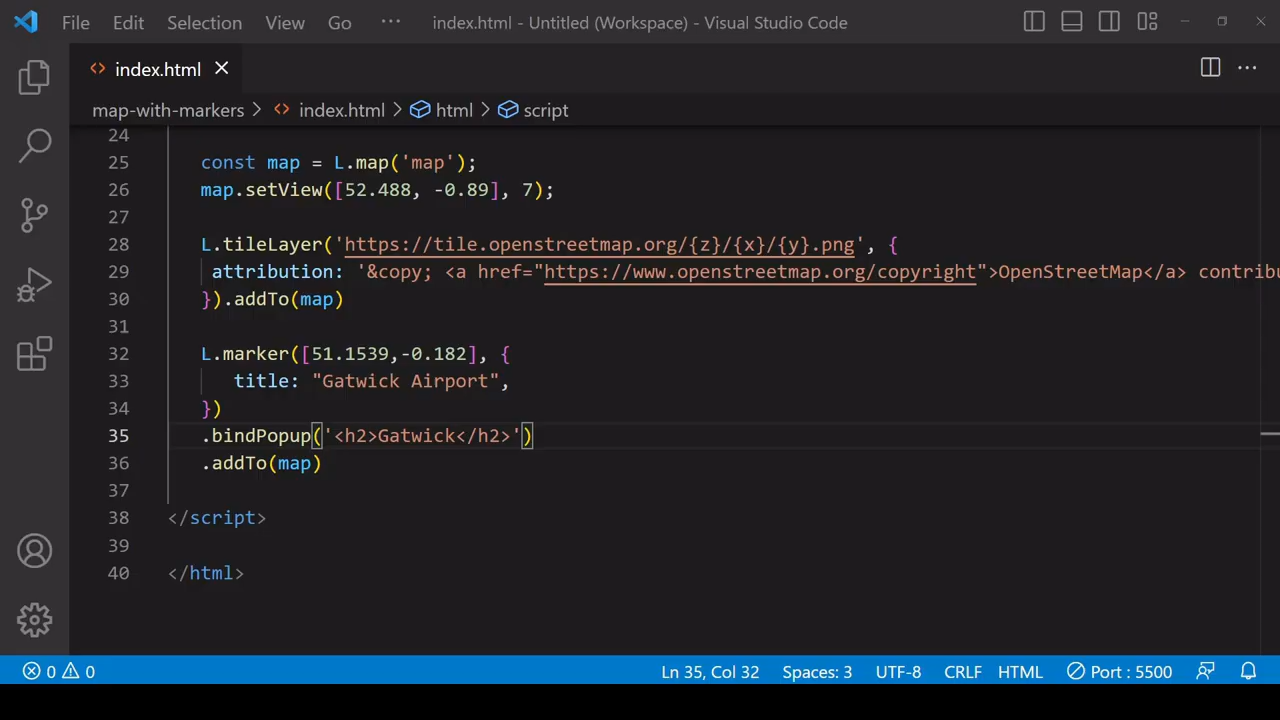 File Edit Selection View Go ··· index.html - Untitled (Workspace) - Visual Studio Code
index.html
map-with-markers > index.html > html > script
24
25 const map = L.map('map');
26 map.setView([52.488, -0.89], 7);
27
28 L.tileLayer('https://tile.openstreetmap.org/{z}/{x}/{y}.png', {
29 attribution: '&copy; <a href="https://www.openstreetmap.org/copyright">OpenStreetMap</a> contribu
30 }).addTo(map)
31
32 L.marker([51.1539,-0.182], {
33 title: "Gatwick Airport",
34 })
35 .bindPopup('<h2>Gatwick</h2>')
36 .addTo(map)
37
38 </script>
39
40 </html>
0 0 Ln 35, Col 32 Spaces: 3 UTF-8 CRLF HTML Port : 5500